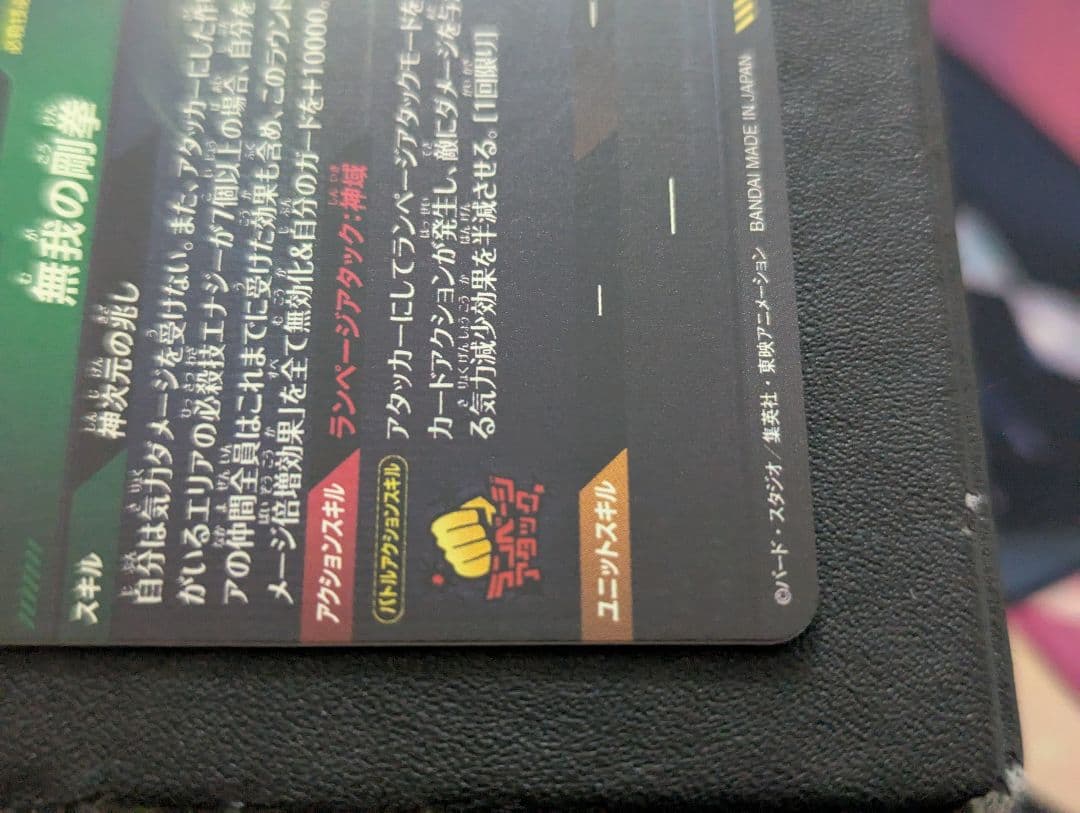 必殺技
無我の剛拳
スキル
神次元の兆し
自分は気力ダメージを受けない。また、アタッカーにした作
がいるエリアの必殺技エナジーが7個以上の場合、自分を
アの仲間全員はこれまでに受けた効果も含め、このラウンド
メージ倍増効果」を全て無効化&自分のガードを+10000。
アクションスキル
ランページアタック:神域
バトルアクションスキル
ランページアタック
アタッカーにしてランページアタックモードを
カードアクションが発生し、敵にダメージを与
る気力減少効果を半減させる。[1回限り]
ユニットスキル
©バード・スタジオ/集英社・東映アニメーション BANDAI MADE IN JAPAN